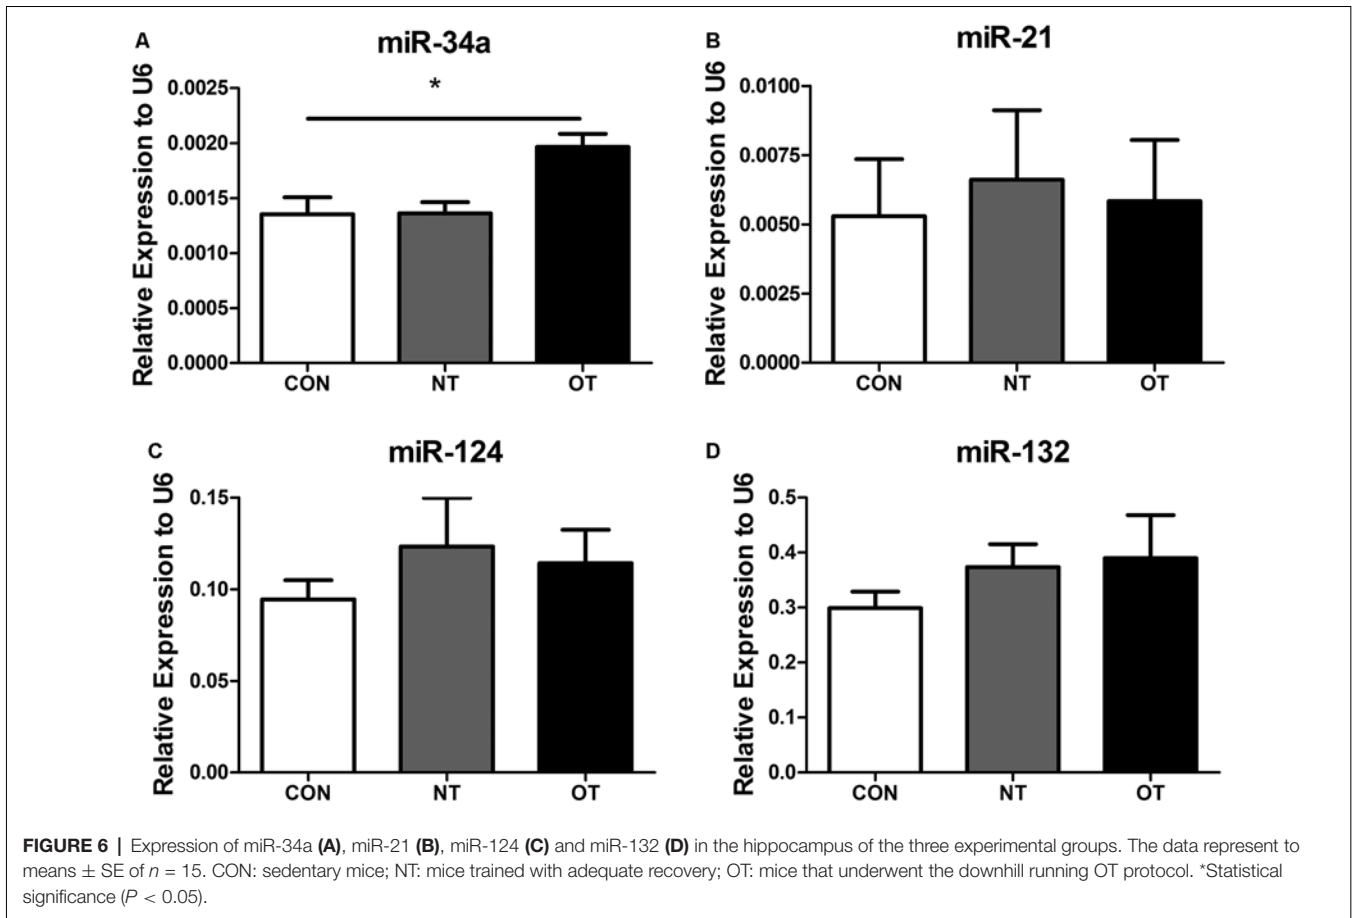 A
miR-34a
Relative Expression to U6
*
0.0025
0.0020
0.0015
0.0010
0.0005
0.0000
CON NT OT
B
miR-21
Relative Expression to U6
0.0100
0.0075
0.0050
0.0025
0.0000
CON NT OT
C
miR-124
Relative Expression to U6
0.15
0.10
0.05
0.00
CON NT OT
D
miR-132
Relative Expression to U6
0.5
0.4
0.3
0.2
0.1
0.0
CON NT OT
FIGURE 6 | Expression of miR-34a (A), miR-21 (B), miR-124 (C) and miR-132 (D) in the hippocampus of the three experimental groups. The data represent to
means ± SE of n = 15. CON: sedentary mice; NT: mice trained with adequate recovery; OT: mice that underwent the downhill running OT protocol. *Statistical
significance (P < 0.05).